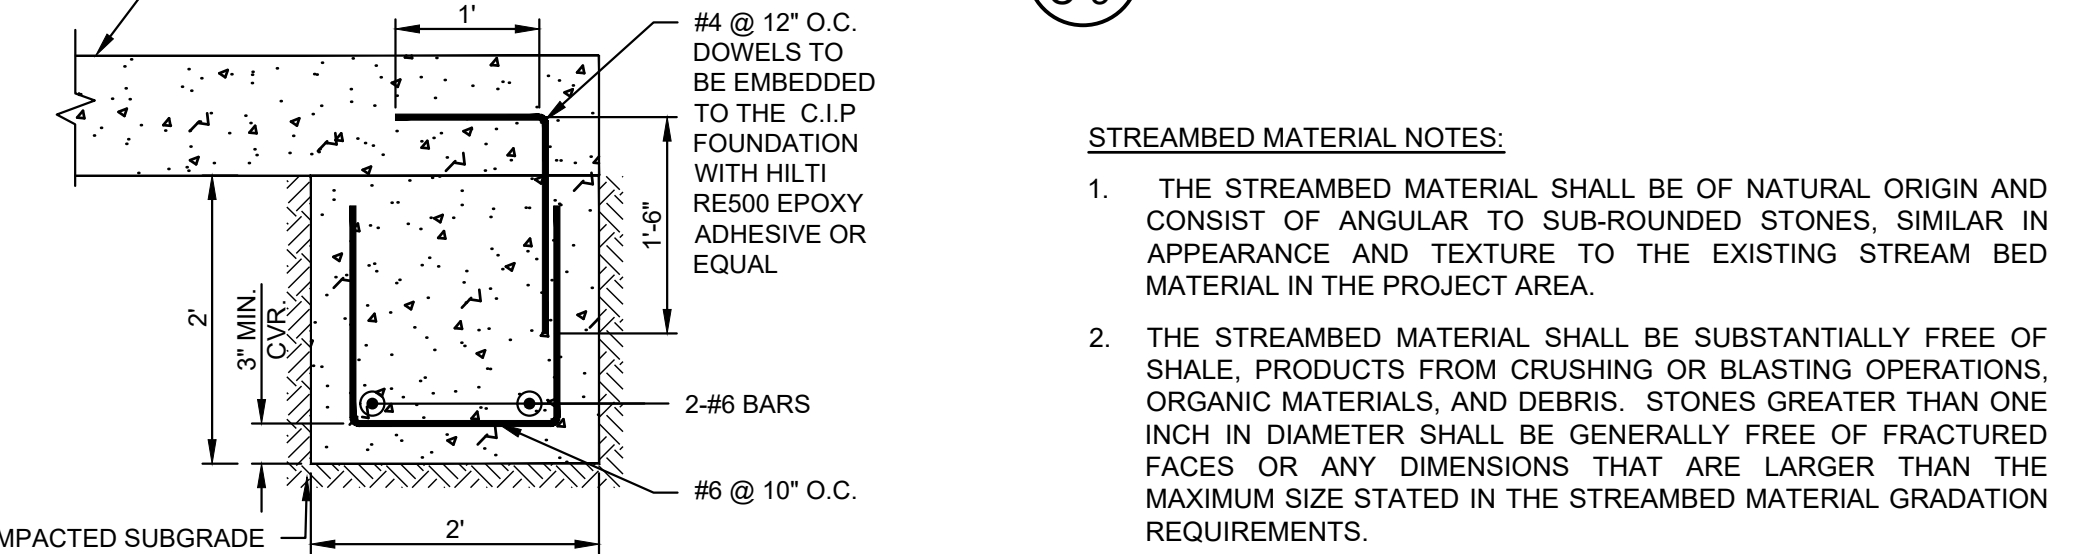 1'
#4 @ 12" O.C.
DOWELS TO
BE EMBEDDED
TO THE C.I.P
FOUNDATION
WITH HILTI
RE500 EPOXY
ADHESIVE OR
EQUAL
1'-6"
2'
3" MIN.
CVR.
2-#6 BARS
#6 @ 10" O.C.
2'
MPACTED SUBGRADE
STREAMBED MATERIAL NOTES:
1. THE STREAMBED MATERIAL SHALL BE OF NATURAL ORIGIN AND
CONSIST OF ANGULAR TO SUB-ROUNDED STONES, SIMILAR IN
APPEARANCE AND TEXTURE TO THE EXISTING STREAM BED
MATERIAL IN THE PROJECT AREA.
2. THE STREAMBED MATERIAL SHALL BE SUBSTANTIALLY FREE OF
SHALE, PRODUCTS FROM CRUSHING OR BLASTING OPERATIONS,
ORGANIC MATERIALS, AND DEBRIS. STONES GREATER THAN ONE
INCH IN DIAMETER SHALL BE GENERALLY FREE OF FRACTURED
FACES OR ANY DIMENSIONS THAT ARE LARGER THAN THE
MAXIMUM SIZE STATED IN THE STREAMBED MATERIAL GRADATION
REQUIREMENTS.